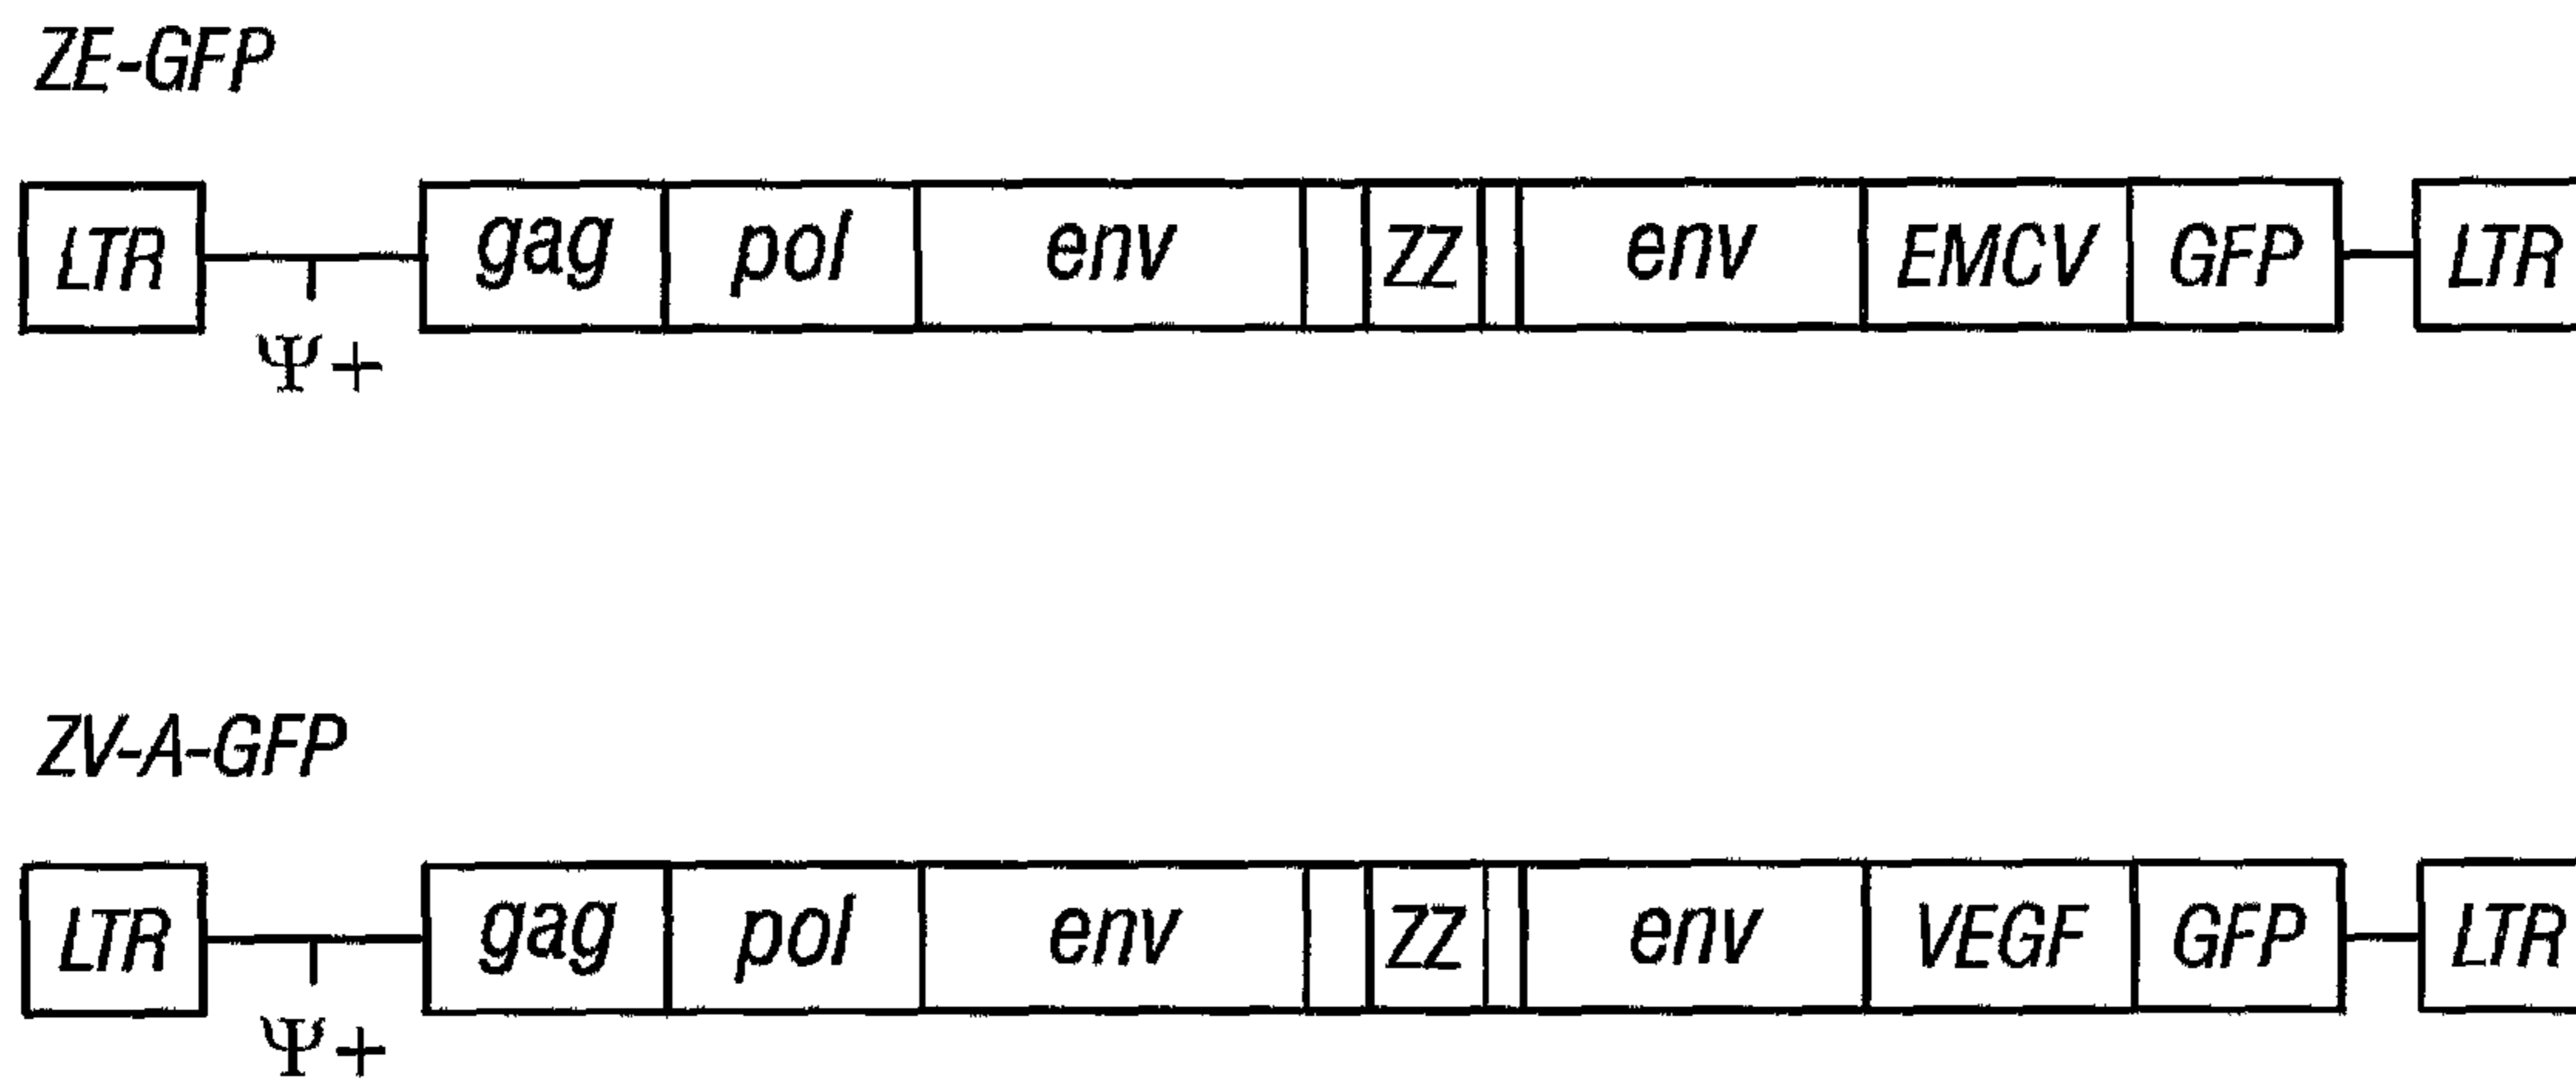 ZE-GFP
LTR gag pol env ZZ env EMCV GFP LTR
Ψ+
ZV-A-GFP
LTR gag pol env ZZ env VEGF GFP LTR
Ψ+